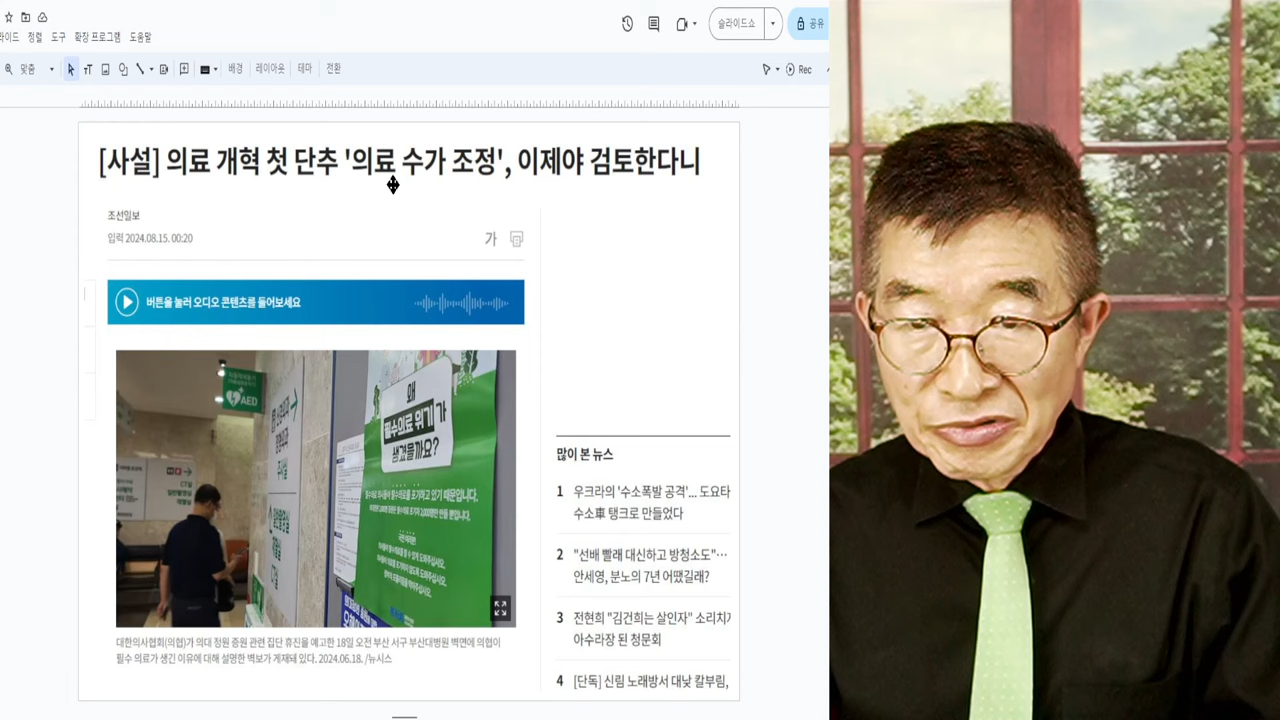 라이드 정렬 도구 확장 프로그램 도움말
슬라이드쇼
공유
맞춤
배경 레이아웃 테마 전환
Rec
[사설] 의료 개혁 첫 단추 '의료 수가 조정', 이제야 검토한다니
조선일보
입력 2024.08.15. 00:20
가
버튼을 눌러 오디오 콘텐츠를 들어보세요
AED
왜
필수의료 위기가
생겼을까요?
CT실
대한의사협회(의협)가 의대 정원 증원 관련 집단 휴진을 예고한 18일 오전 부산 서구 부산대병원 벽면에 의협이
필수 의료가 생긴 이유에 대해 설명한 벽보가 게재돼 있다. 2024.06.18. /뉴시스
많이 본 뉴스
1 우크라의 '수소폭발 공격'... 도요타
수소車 탱크로 만들었다
2 "선배 빨래 대신하고 방청소도"…
안세영, 분노의 7년 어땠길래?
3 전현희 "김건희는 살인자" 소리치자
아수라장 된 청문회
4 [단독] 신림 노래방서 대낮 칼부림,